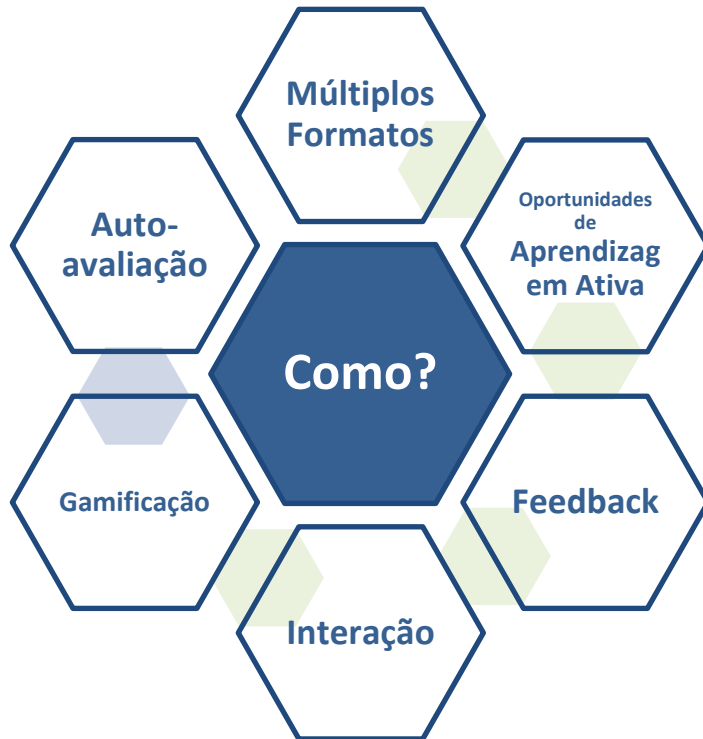 Múltiplos
Formatos
Oportunidades
de
Aprendizag
em Ativa
Feedback
Interação
Gamificação
Auto-
avaliação
Como?